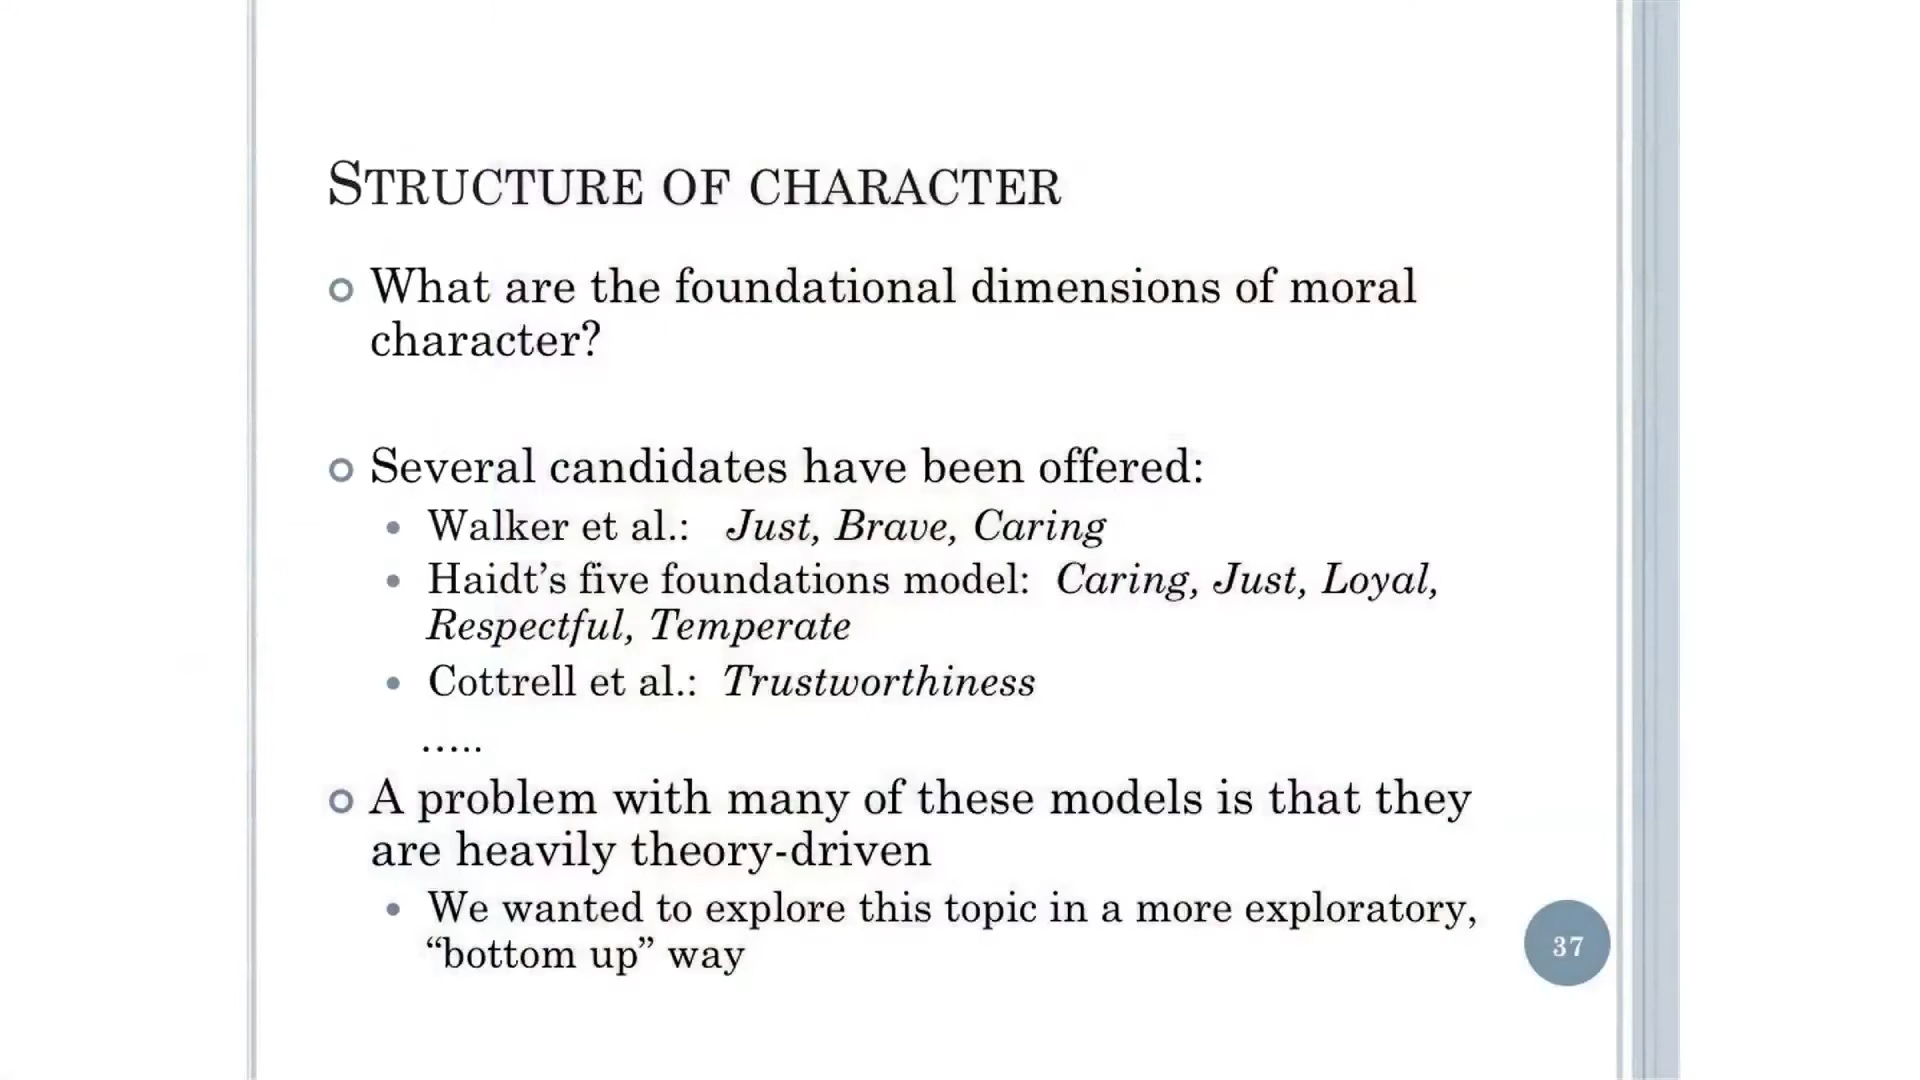 STRUCTURE OF CHARACTER
What are the foundational dimensions of moral
character?
Several candidates have been offered:
Walker et al.: Just, Brave, Caring
Haidt’s five foundations model: Caring, Just, Loyal,
Respectful, Temperate
Cottrell et al.: Trustworthiness
.....
A problem with many of these models is that they
are heavily theory-driven
We wanted to explore this topic in a more exploratory,
“bottom up” way
37